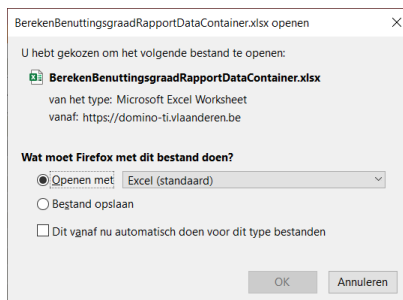 BerekenBenuttingsgraadRapportDataContainer.xlsx openen
U hebt gekozen om het volgende bestand te openen:
BerekenBenuttingsgraadRapportDataContainer.xlsx
van het type: Microsoft Excel Worksheet
vanaf: https://domino-ti.vlaanderen.be
Wat moet Firefox met dit bestand doen?
Openen met Excel (standaard)
Bestand opslaan
Dit vanaf nu automatisch doen voor dit type bestanden
OK Annuleren